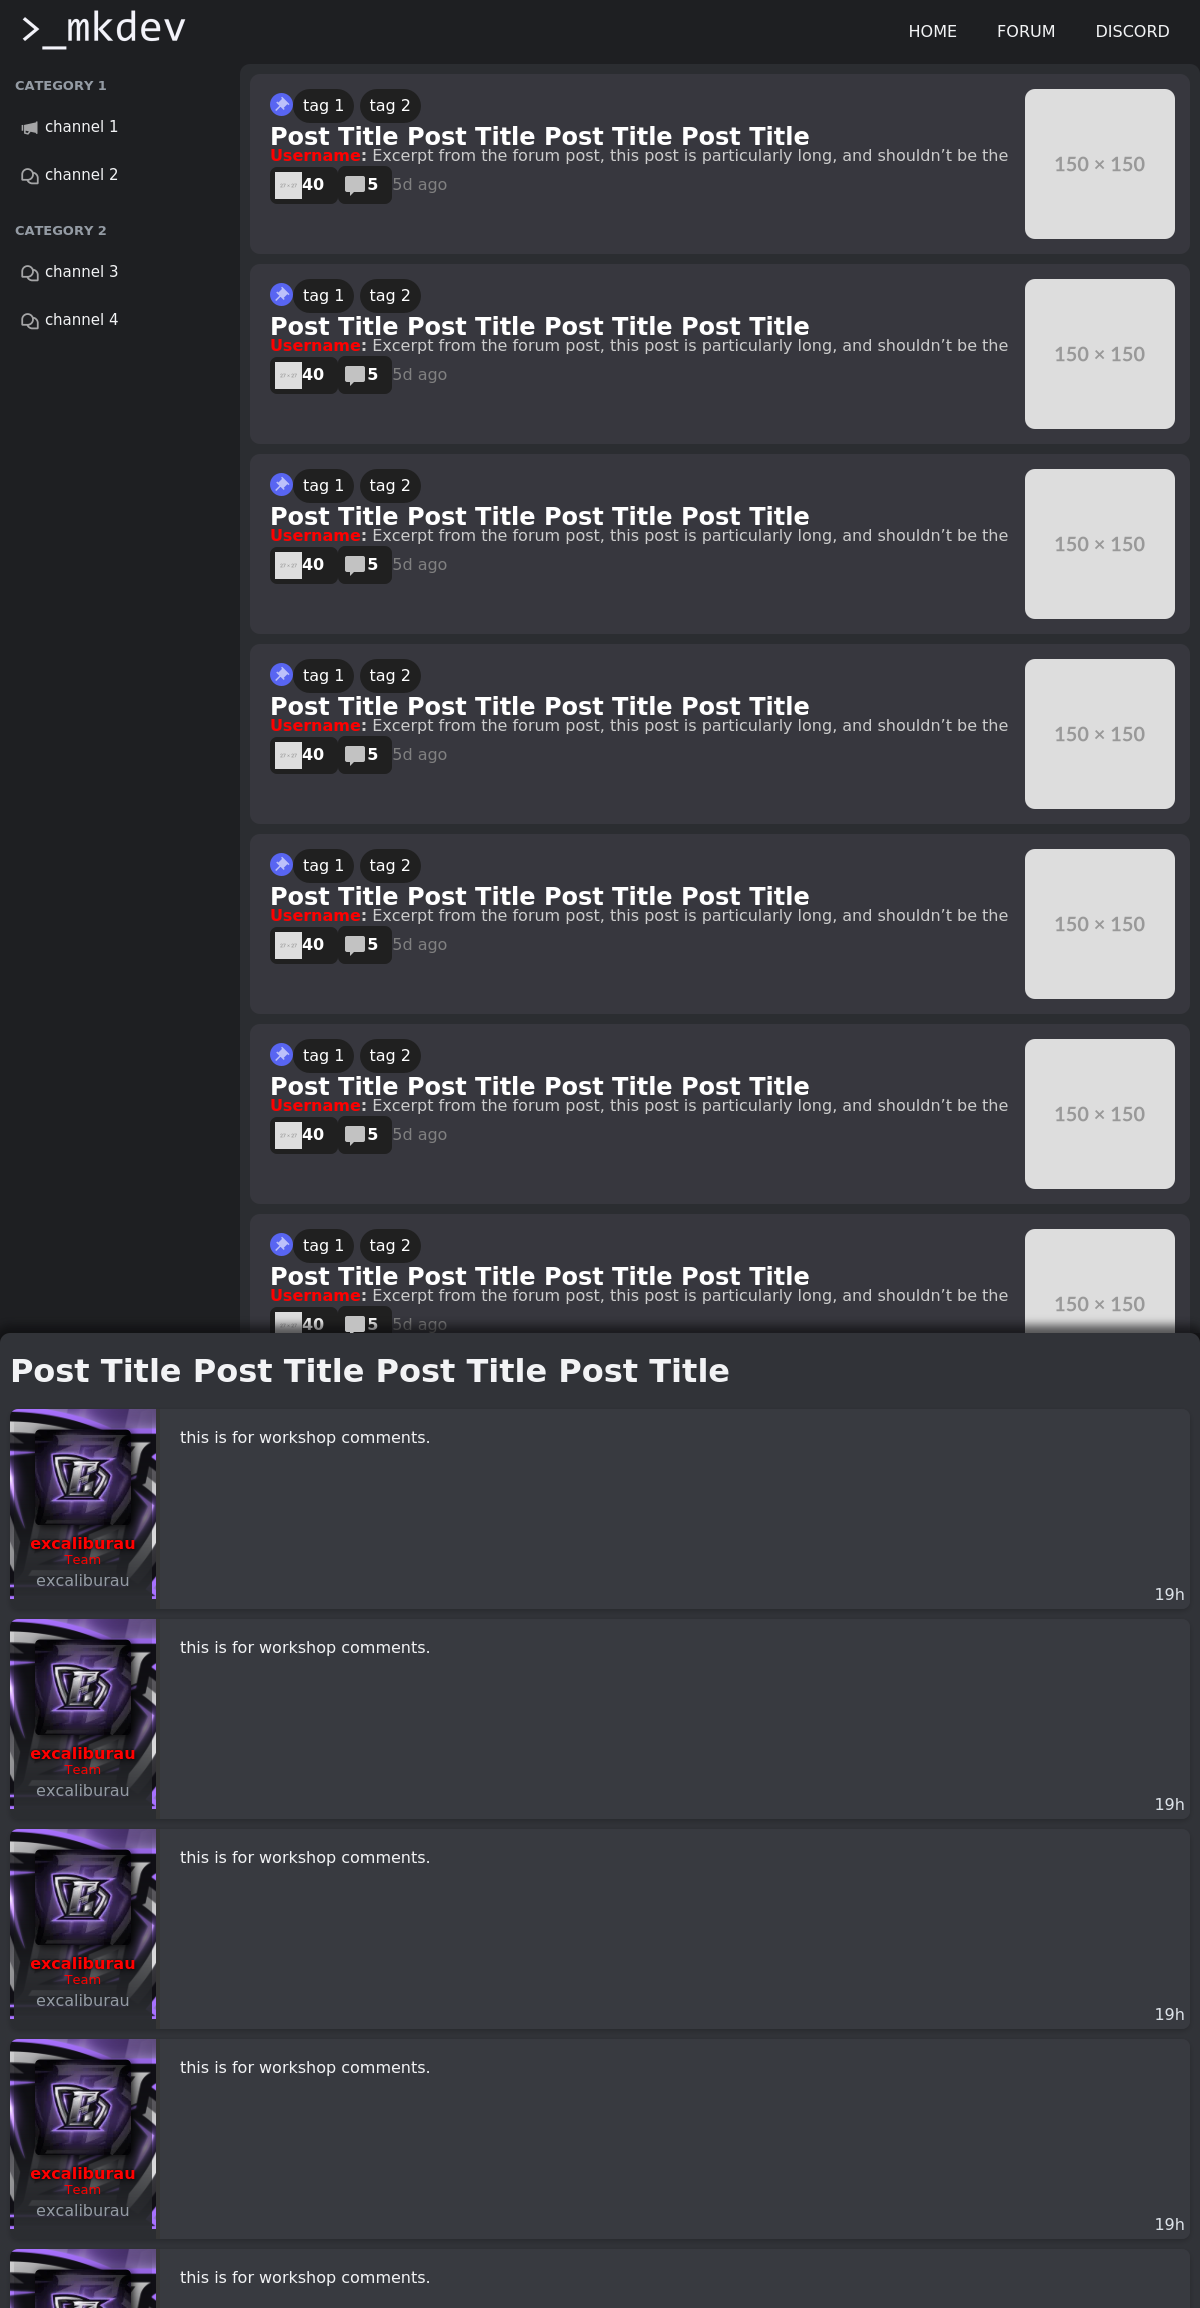 >_mkdev
HOME FORUM DISCORD
CATEGORY 1
channel 1
channel 2
CATEGORY 2
channel 3
channel 4
tag 1 tag 2
Post Title Post Title Post Title Post Title
Username: Excerpt from the forum post, this post is particularly long, and shouldn’t be the
40 5 5d ago
150 × 150
tag 1 tag 2
Post Title Post Title Post Title Post Title
Username: Excerpt from the forum post, this post is particularly long, and shouldn’t be the
40 5 5d ago
150 × 150
tag 1 tag 2
Post Title Post Title Post Title Post Title
Username: Excerpt from the forum post, this post is particularly long, and shouldn’t be the
40 5 5d ago
150 × 150
tag 1 tag 2
Post Title Post Title Post Title Post Title
Username: Excerpt from the forum post, this post is particularly long, and shouldn’t be the
40 5 5d ago
150 × 150
tag 1 tag 2
Post Title Post Title Post Title Post Title
Username: Excerpt from the forum post, this post is particularly long, and shouldn’t be the
40 5 5d ago
150 × 150
tag 1 tag 2
Post Title Post Title Post Title Post Title
Username: Excerpt from the forum post, this post is particularly long, and shouldn’t be the
40 5 5d ago
150 × 150
tag 1 tag 2
Post Title Post Title Post Title Post Title
Username: Excerpt from the forum post, this post is particularly long, and shouldn’t be the
40 5 5d ago
150 × 150
Post Title Post Title Post Title Post Title
this is for workshop comments.
excaliburau
Team
excaliburau
19h
this is for workshop comments.
excaliburau
Team
excaliburau
19h
this is for workshop comments.
excaliburau
Team
excaliburau
19h
this is for workshop comments.
excaliburau
Team
excaliburau
19h
this is for workshop comments.